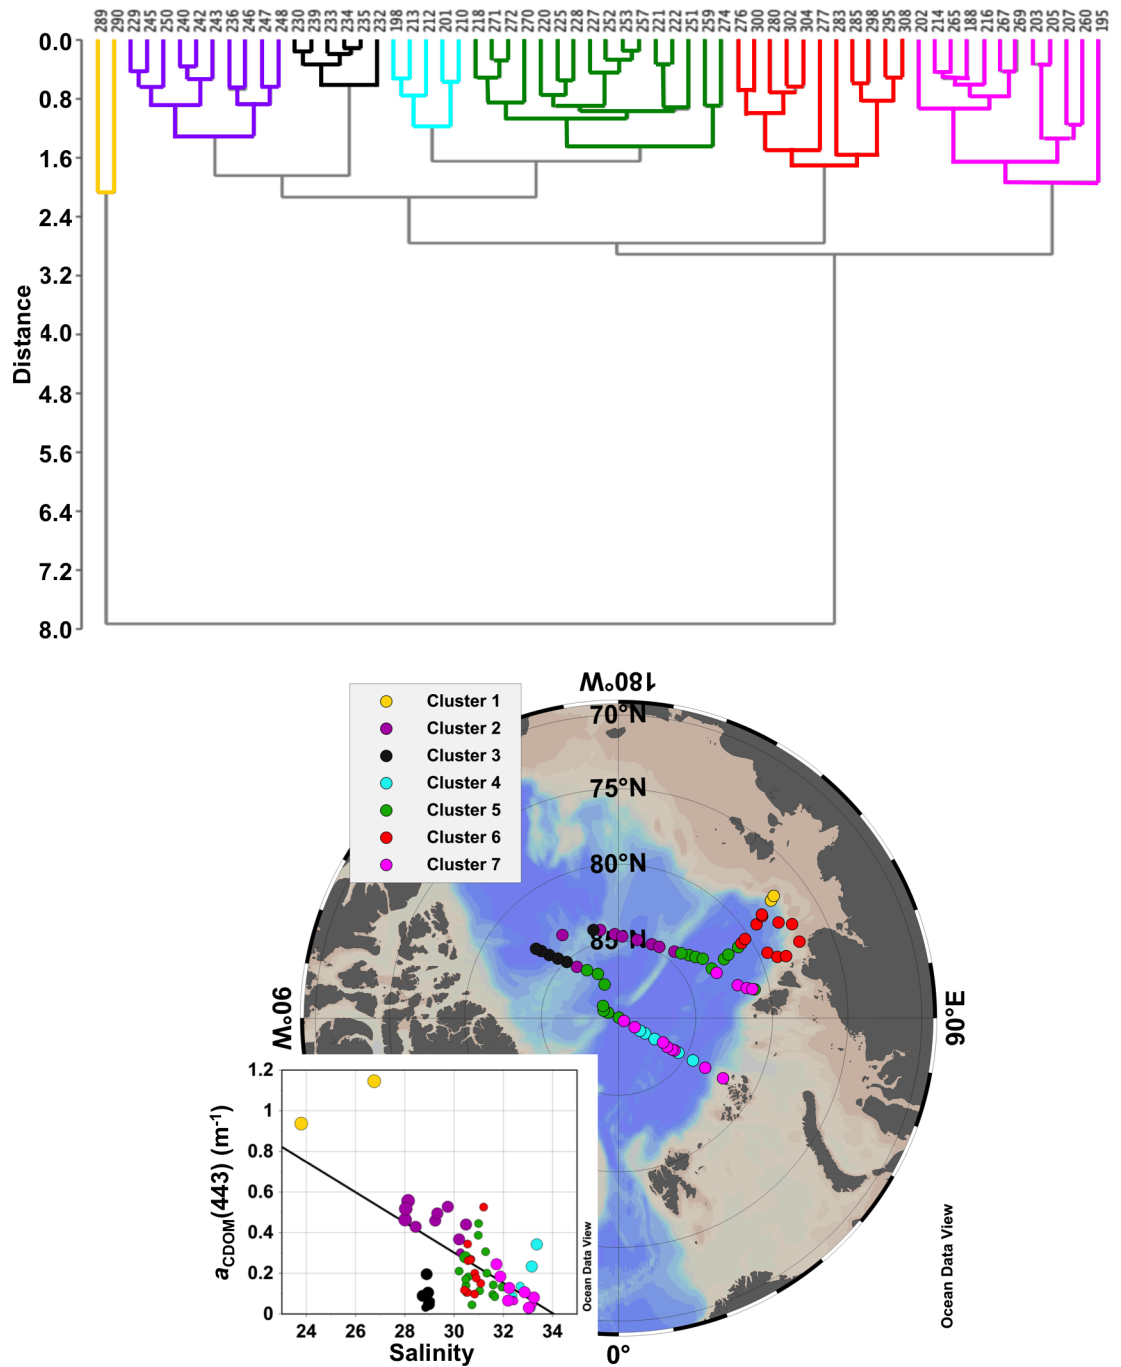 289 290 229 245 250 240 242 243 236 246 247 248 230 239 233 234 235 232 198 213 212 201 210 218 271 272 270 220 225 228 227 252 253 257 221 222 251 259 274 276 300 280 302 304 277 283 285 298 295 308 202 214 265 188 216 267 269 203 205 207 260 195
0.0
0.8
1.6
2.4
3.2
4.0
4.8
5.6
6.4
7.2
8.0
Distance
180°W
70°N
75°N
80°N
85°N
90°W
90°E
0°
Cluster 1
Cluster 2
Cluster 3
Cluster 4
Cluster 5
Cluster 6
Cluster 7
aCDOM(443) (m-1)
1.2
1
0.8
0.6
0.4
0.2
0
24 26 28 30 32 34
Salinity
Ocean Data View
Ocean Data View